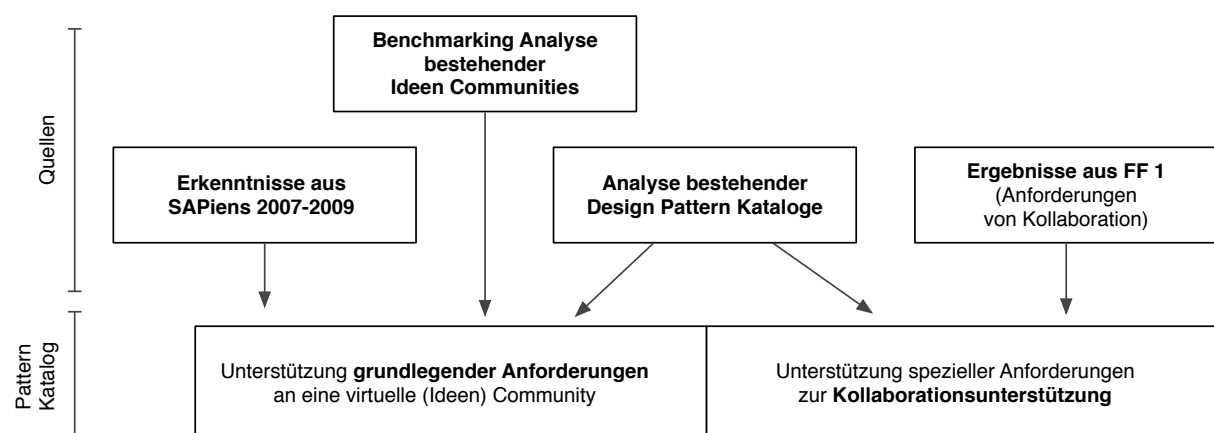 Quellen
Benchmarking Analyse
bestehender
Ideen Communities
Erkenntnisse aus
SAPiens 2007-2009
Analyse bestehender
Design Pattern Kataloge
Ergebnisse aus FF 1
(Anforderungen
von Kollaboration)
Pattern
Katalog
Unterstützung grundlegender Anforderungen
an eine virtuelle (Ideen) Community
Unterstützung spezieller Anforderungen
zur Kollaborationsunterstützung